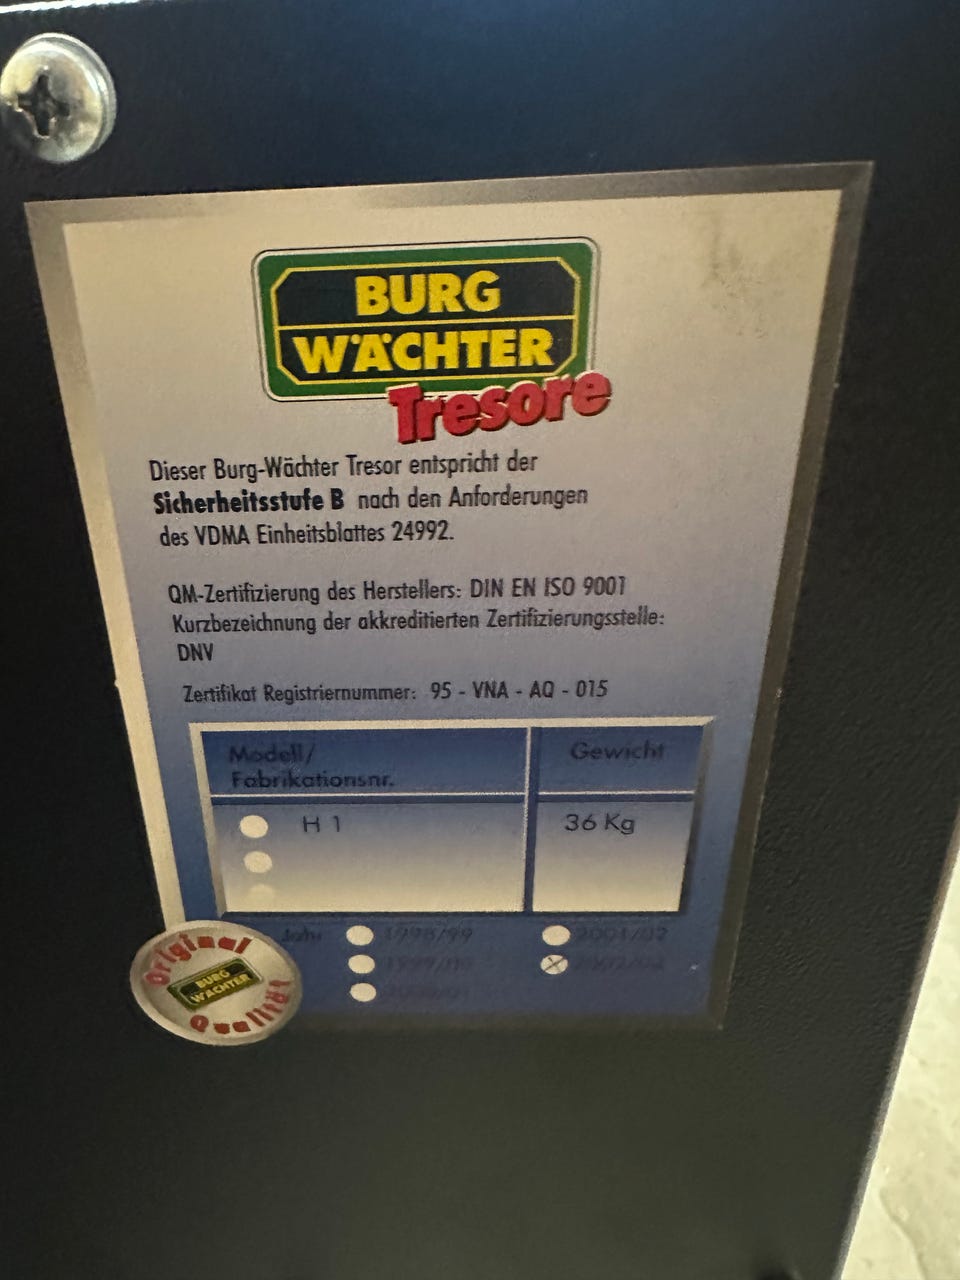 BURG
WÄCHTER
Tresore
Dieser Burg-Wächter Tresor entspricht der
Sicherheitsstufe B nach den Anforderungen
des VDMA Einheitsblattes 24992.
QM-Zertifizierung des Herstellers: DIN EN ISO 9001
Kurzbezeichnung der akkreditierten Zertifizierungsstelle:
DNV
Zertifikat Registriernummer: 95 - VNA - AQ - 015
Modell/ Gewicht
Fabrikationsnr.
H 1 36 Kg
Jahr 1998/99 2001/02
Original
BURG
WÄCHTER
Qualität